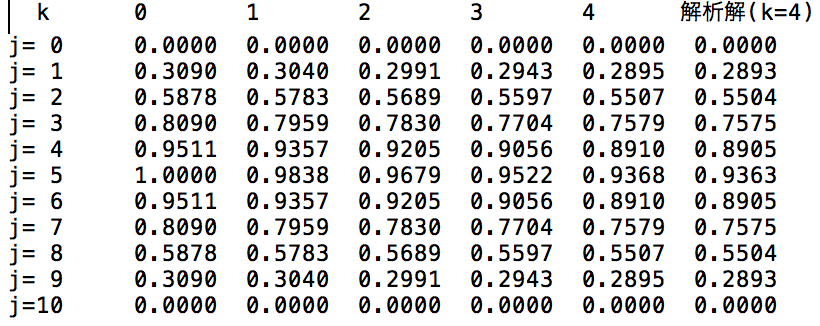 k 0 1 2 3 4 解析解(k=4)
j= 0 0.0000 0.0000 0.0000 0.0000 0.0000 0.0000
j= 1 0.3090 0.3040 0.2991 0.2943 0.2895 0.2893
j= 2 0.5878 0.5783 0.5689 0.5597 0.5507 0.5504
j= 3 0.8090 0.7959 0.7830 0.7704 0.7579 0.7575
j= 4 0.9511 0.9357 0.9205 0.9056 0.8910 0.8905
j= 5 1.0000 0.9838 0.9679 0.9522 0.9368 0.9363
j= 6 0.9511 0.9357 0.9205 0.9056 0.8910 0.8905
j= 7 0.8090 0.7959 0.7830 0.7704 0.7579 0.7575
j= 8 0.5878 0.5783 0.5689 0.5597 0.5507 0.5504
j= 9 0.3090 0.3040 0.2991 0.2943 0.2895 0.2893
j=10 0.0000 0.0000 0.0000 0.0000 0.0000 0.0000